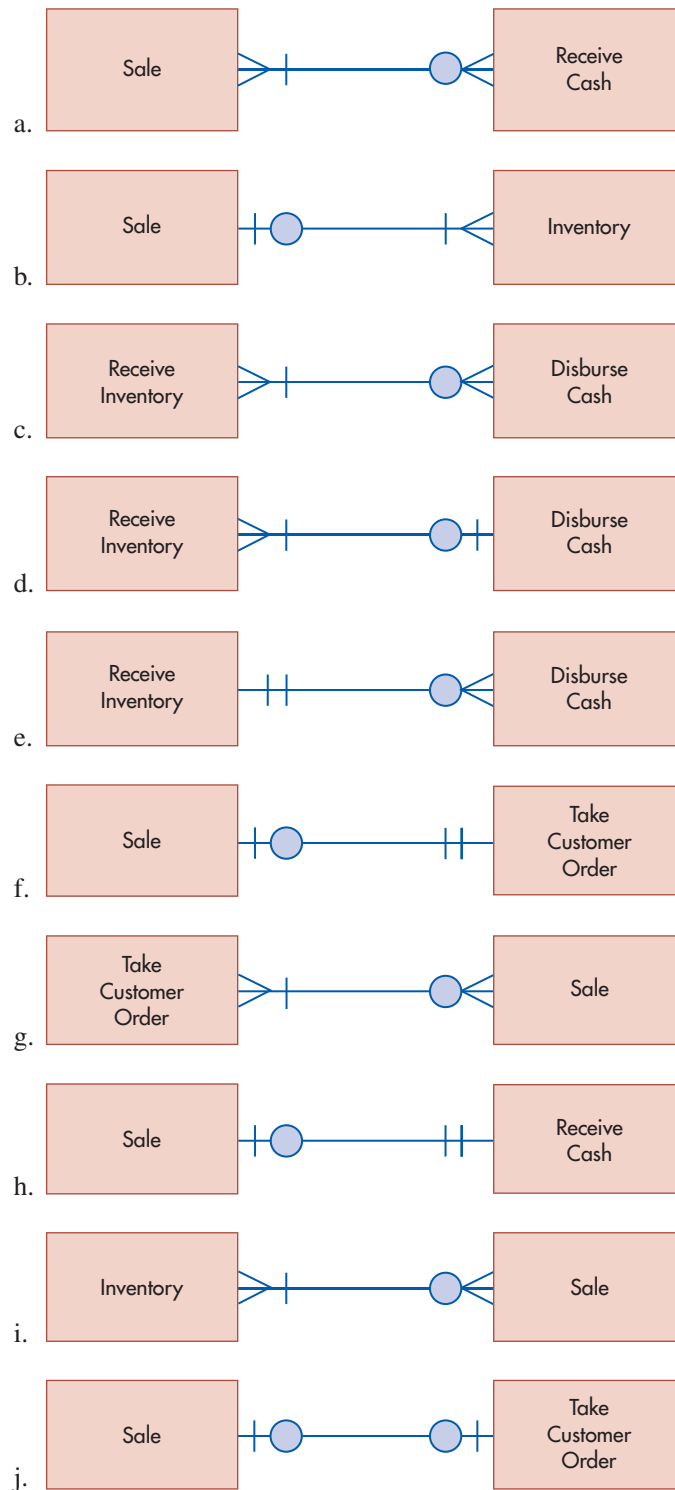 Sale
Receive
Cash
a.
Sale
Inventory
b.
Receive
Inventory
Disburse
Cash
c.
Receive
Inventory
Disburse
Cash
d.
Receive
Inventory
Disburse
Cash
e.
Sale
Take
Customer
Order
f.
Take
Customer
Order
Sale
g.
Sale
Receive
Cash
h.
Inventory
Sale
i.
Sale
Take
Customer
Order
j.